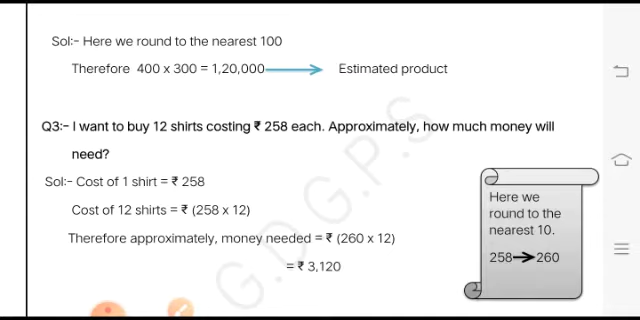 Sol:- Here we round to the nearest 100
Therefore 400 x 300 = 1,20,000 Estimated product
Q3:- I want to buy 12 shirts costing ₹ 258 each. Approximately, how much money will
need?
Sol:- Cost of 1 shirt = ₹ 258
Cost of 12 shirts = ₹ (258 x 12)
Therefore approximately, money needed = ₹ (260 x 12)
= ₹ 3,120
Here we
round to the
nearest 10.
258➔260
G.D.G.P.S